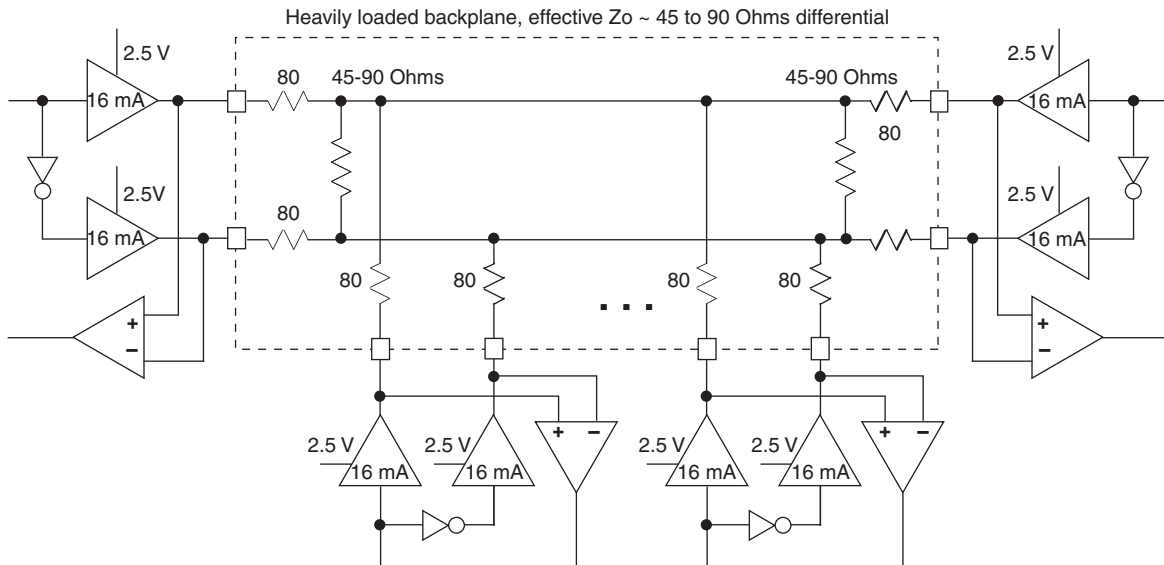 Heavily loaded backplane, effective Zo ~ 45 to 90 Ohms differential
2.5 V
16 mA
80
45-90 Ohms
45-90 Ohms
80
2.5 V
16 mA
2.5V
16 mA
80
2.5 V
16 mA
80
80
80
80
. . .
+
−
+
−
2.5 V
16 mA
2.5 V
16 mA
+ −
2.5 V
16 mA
2.5 V
16 mA
+ −